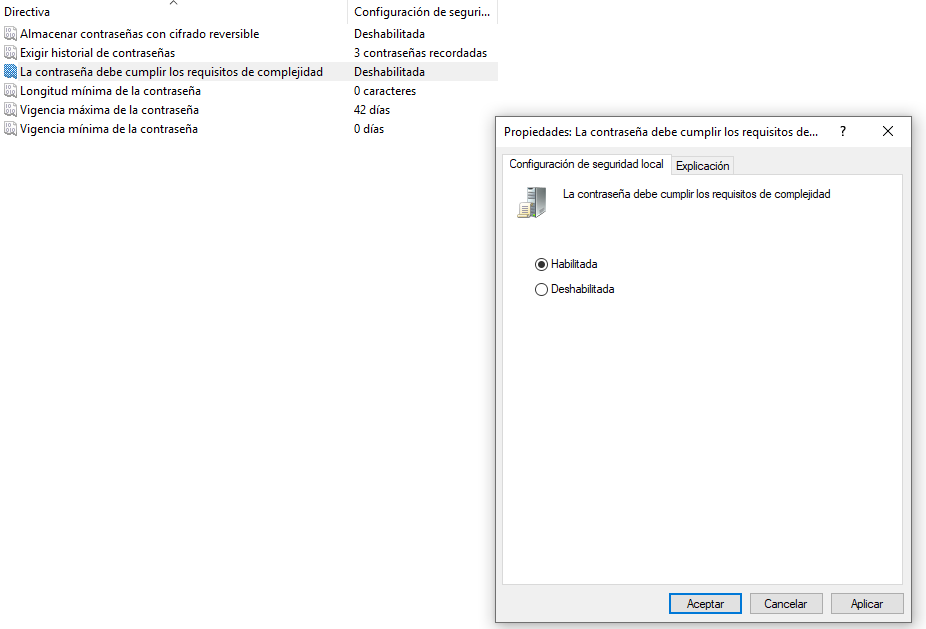 Directiva Configuración de seguri...
Almacenar contraseñas con cifrado reversible Deshabilitada
Exigir historial de contraseñas 3 contraseñas recordadas
La contraseña debe cumplir los requisitos de complejidad Deshabilitada
Longitud mínima de la contraseña 0 caracteres
Vigencia máxima de la contraseña 42 días
Vigencia mínima de la contraseña 0 días
Propiedades: La contraseña debe cumplir los requisitos de... ?
Configuración de seguridad local Explicación
La contraseña debe cumplir los requisitos de complejidad
Habilitada
Deshabilitada
Aceptar Cancelar Aplicar